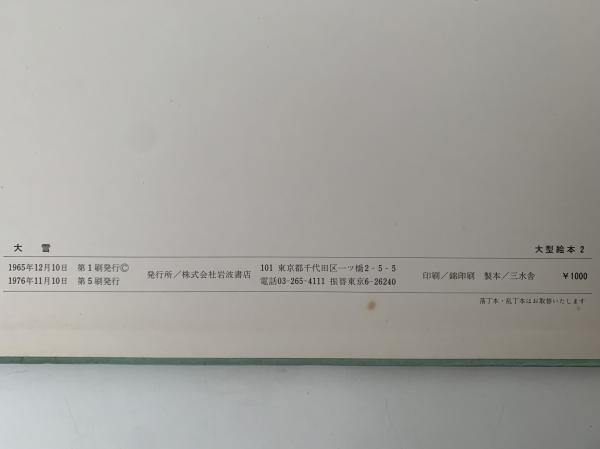 大雪 大型絵本 2
1965年12月10日 第1刷発行© 発行所／株式会社岩波書店 101 東京都千代田区一ツ橋2-5-5 印刷／錦印刷 製本／三水舎 ¥1000
1976年11月10日 第5刷発行 電話03-265-4111 振替東京6-26240
落丁本・乱丁本はお取替いたします